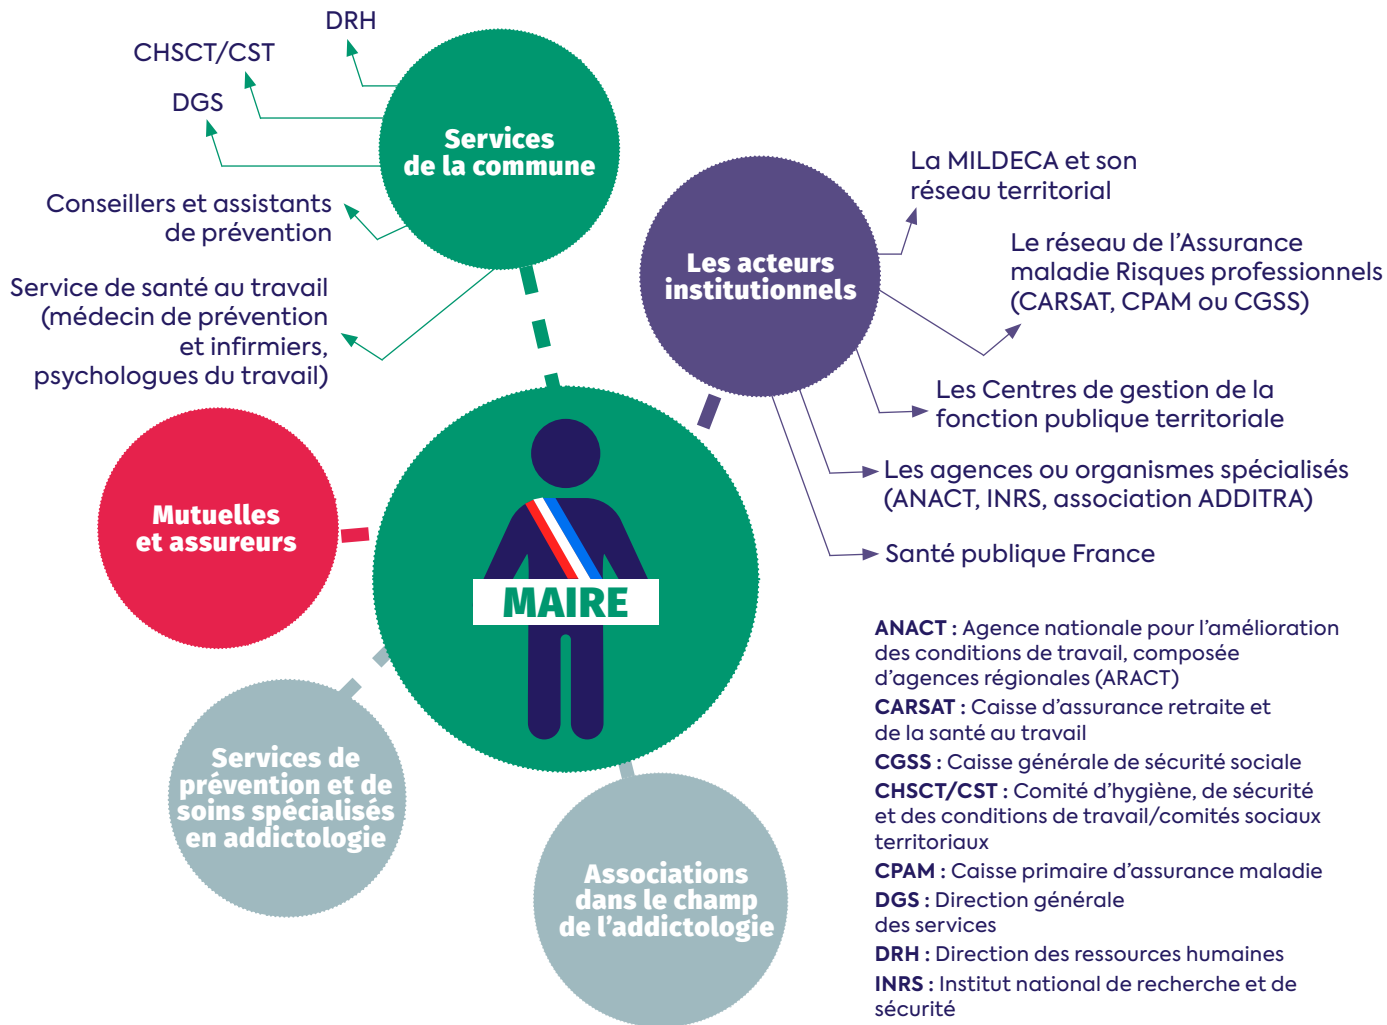 DRH
CHSCT/CST
DGS
Conseillers et assistants
de prévention
Service de santé au travail
(médecin de prévention
et infirmiers,
psychologues du travail)
Services
de la commune
Les acteurs
institutionnels
La MILDECA et son
réseau territorial
Le réseau de l’Assurance
maladie Risques professionnels
(CARSAT, CPAM ou CGSS)
Les Centres de gestion de la
fonction publique territoriale
Les agences ou organismes spécialisés
(ANACT, INRS, association ADDITRA)
Santé publique France
Mutuelles
et assureurs
MAIRE
Services de
prévention et de
soins spécialisés
en addictologie
Associations
dans le champ
de l’addictologie
ANACT : Agence nationale pour l’amélioration
des conditions de travail, composée
d’agences régionales (ARACT)
CARSAT : Caisse d’assurance retraite et
de la santé au travail
CGSS : Caisse générale de sécurité sociale
CHSCT/CST : Comité d’hygiène, de sécurité
et des conditions de travail/comités sociaux
territoriaux
CPAM : Caisse primaire d’assurance maladie
DGS : Direction générale
des services
DRH : Direction des ressources humaines
INRS : Institut national de recherche et de
sécurité